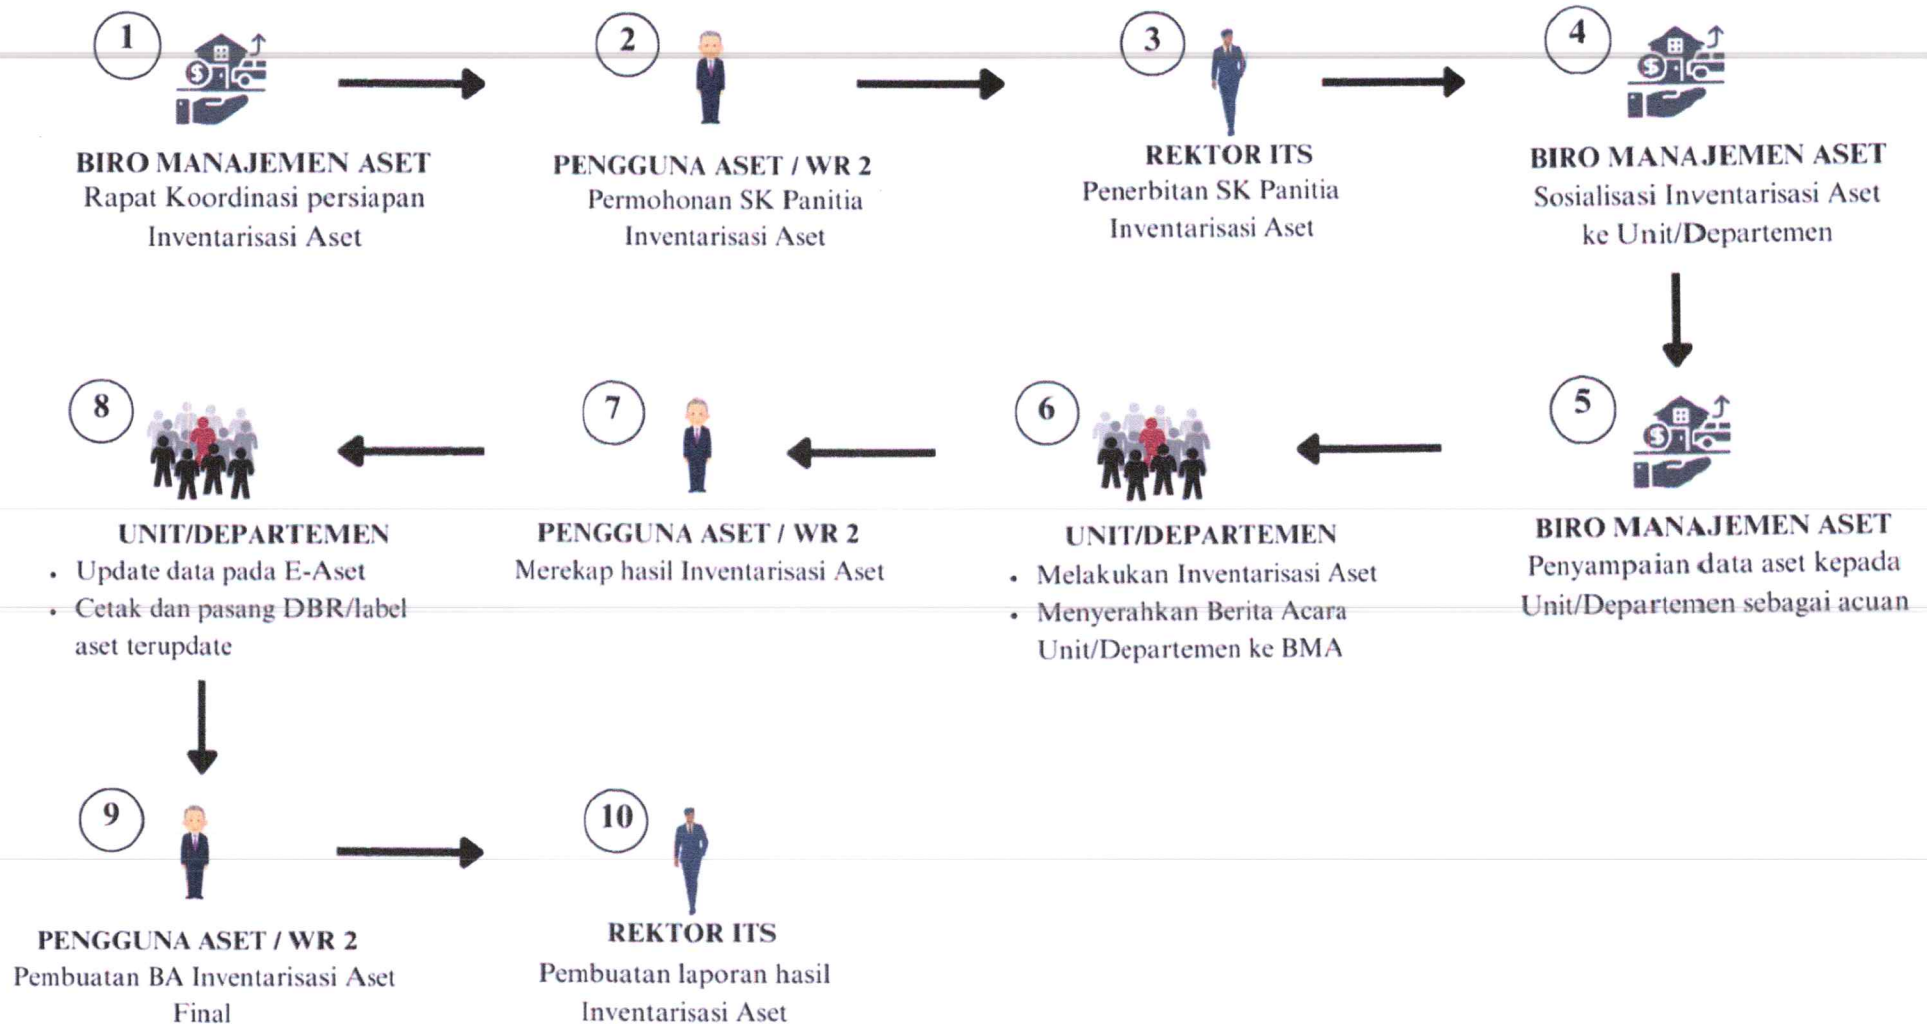 1
BIRO MANAJEMEN ASET
Rapat Koordinasi persiapan
Inventarisasi Aset
2
PENGGUNA ASET / WR 2
Permohonan SK Panitia
Inventarisasi Aset
3
REKTOR ITS
Penerbitan SK Panitia
Inventarisasi Aset
4
BIRO MANAJEMEN ASET
Sosialisasi Inventarisasi Aset
ke Unit/Departemen
5
BIRO MANAJEMEN ASET
Penyampaian data aset kepada
Unit/Departemen sebagai acuan
6
UNIT/DEPARTEMEN
• Melakukan Inventarisasi Aset
• Menyerahkan Berita Acara
Unit/Departemen ke BMA
7
PENGGUNA ASET / WR 2
Merekap hasil Inventarisasi Aset
8
UNIT/DEPARTEMEN
• Update data pada E-Aset
• Cetak dan pasang DBR/label
aset terupdate
9
PENGGUNA ASET / WR 2
Pembuatan BA Inventarisasi Aset
Final
10
REKTOR ITS
Pembuatan laporan hasil
Inventarisasi Aset